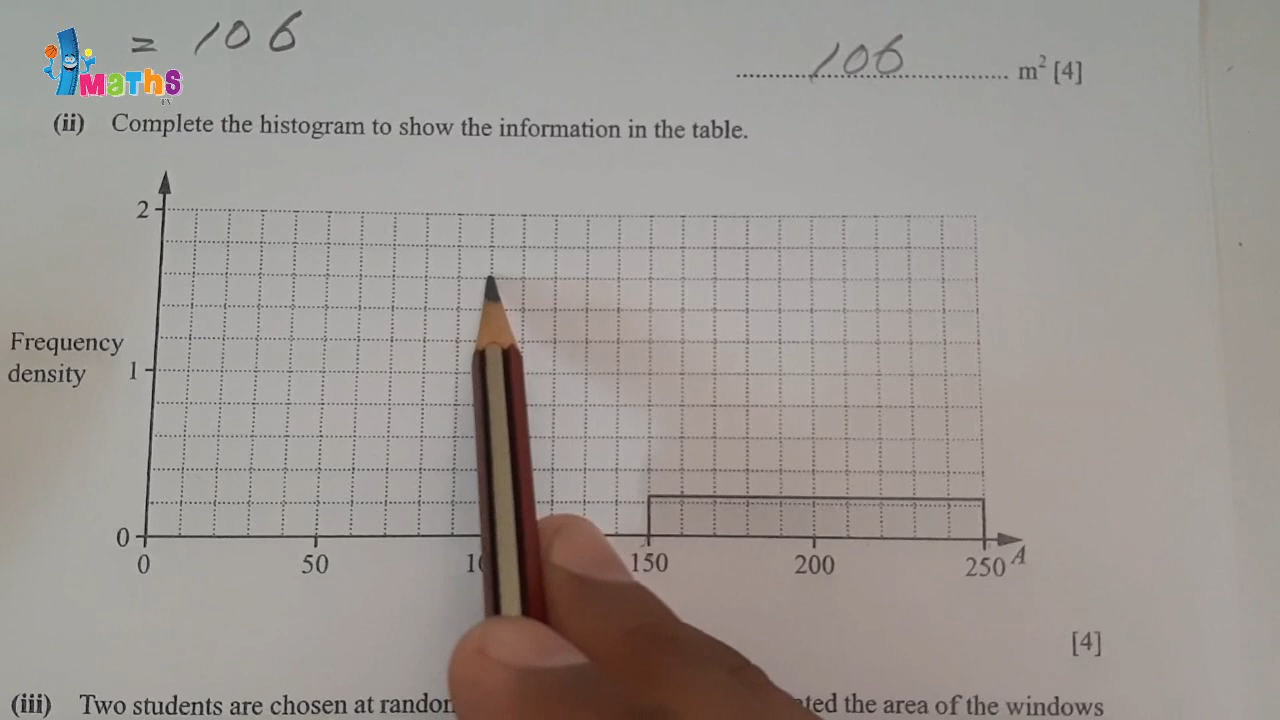 = 106
MATHS
TV
106 m² [4]
(ii) Complete the histogram to show the information in the table.
2
Frequency
density
1
0
0 50 150 200 250 A
[4]
(iii) Two students are chosen at the area of the windows